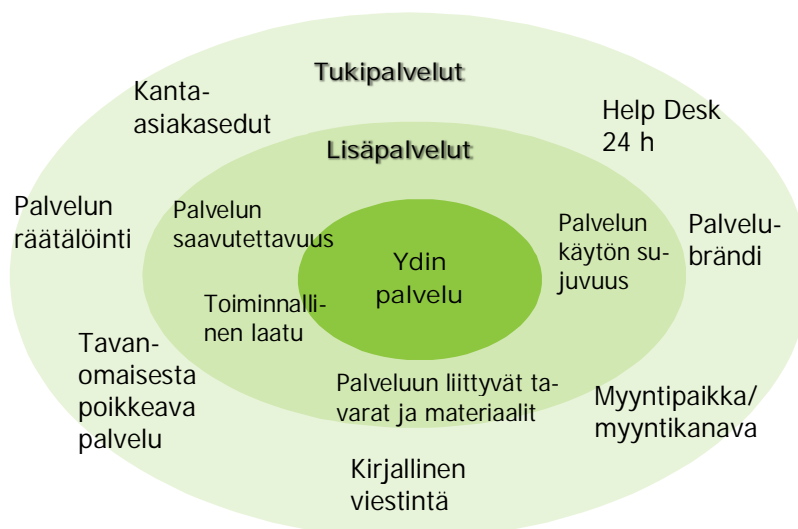 Tukipalvelut
Kanta-
asiakasedut
Help Desk
24 h
Lisäpalvelut
Palvelun
räätälöinti
Palvelun
saavutettavuus
Ydin
palvelu
Palvelun
käytön su-
juvuus
Palvelu-
brändi
Toiminnalli-
nen laatu
Tavan-
omaisesta
poikkeava
palvelu
Palveluun liittyvät ta-
varat ja materiaalit
Myyntipaikka/
myyntikanava
Kirjallinen
viestintä